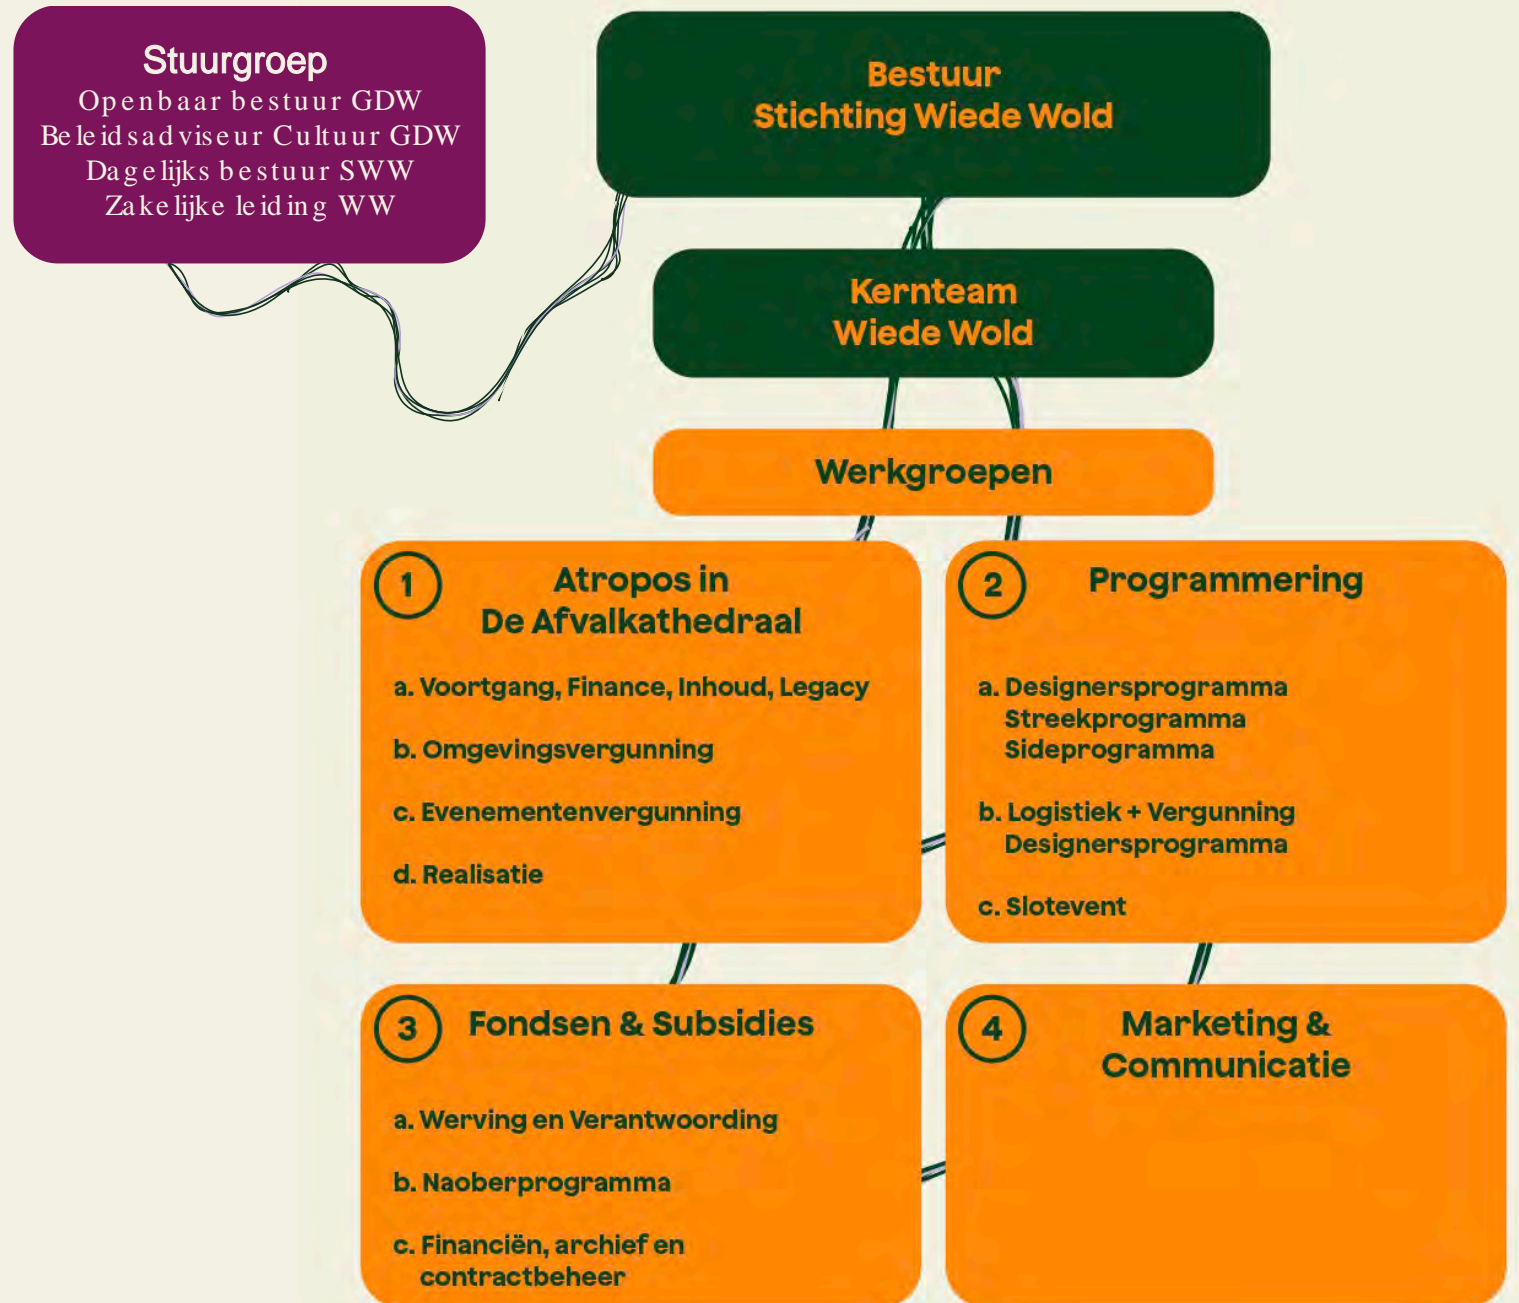 Stuurgroep
Openbaar bestuur GDW
Beleidsadviseur Cultuur GDW
Dagelijks bestuur SWW
Zakelijke leiding WW
Bestuur
Stichting Wiede Wold
Kernteam
Wiede Wold
Werkgroepen
1
Atropos in
De Afvalkathedraal
a. Voortgang, Finance, Inhoud, Legacy
b. Omgevingsvergunning
c. Evenementenvergunning
d. Realisatie
2
Programmering
a. Designersprogramma
Streekprogramma
Sideprogramma
b. Logistiek + Vergunning
Designersprogramma
c. Slotevent
3
Fondsen & Subsidies
a. Werving en Verantwoording
b. Naoberprogramma
c. Financiën, archief en
contractbeheer
4
Marketing &
Communicatie